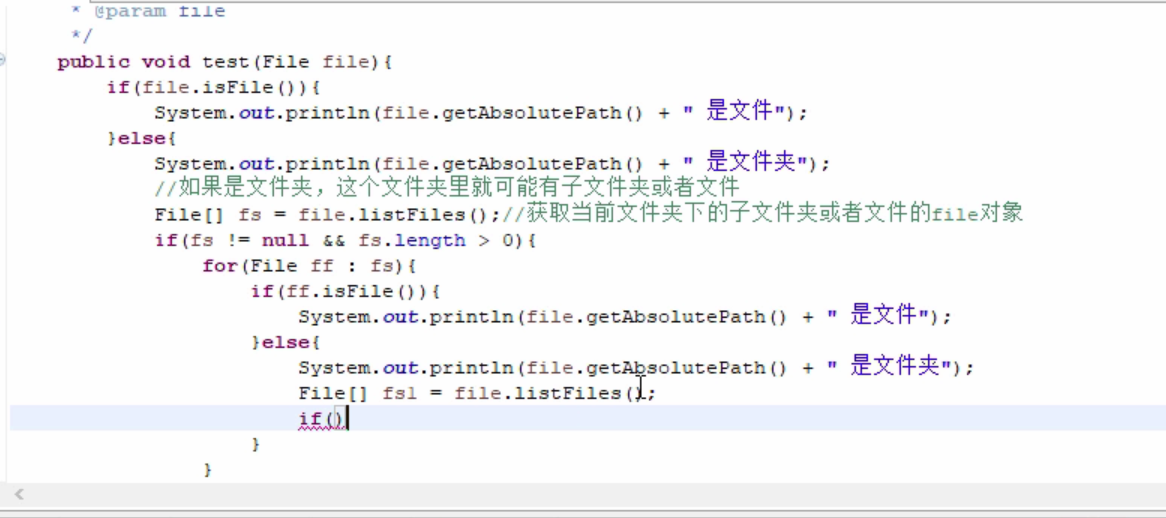 * @param file
*/
public void test(File file){
if(file.isFile()){
System.out.println(file.getAbsolutePath() + " 是文件");
}else{
System.out.println(file.getAbsolutePath() + " 是文件夹");
//如果是文件夹，这个文件夹里就可能有子文件夹或者文件
File[] fs = file.listFiles();//获取当前文件夹下的子文件夹或者文件的file对象
if(fs != null && fs.length > 0){
for(File ff : fs){
if(ff.isFile()){
System.out.println(file.getAbsolutePath() + " 是文件");
}else{
System.out.println(file.getAbsolutePath() + " 是文件夹");
File[] fs1 = file.listFiles();
if()
}
}